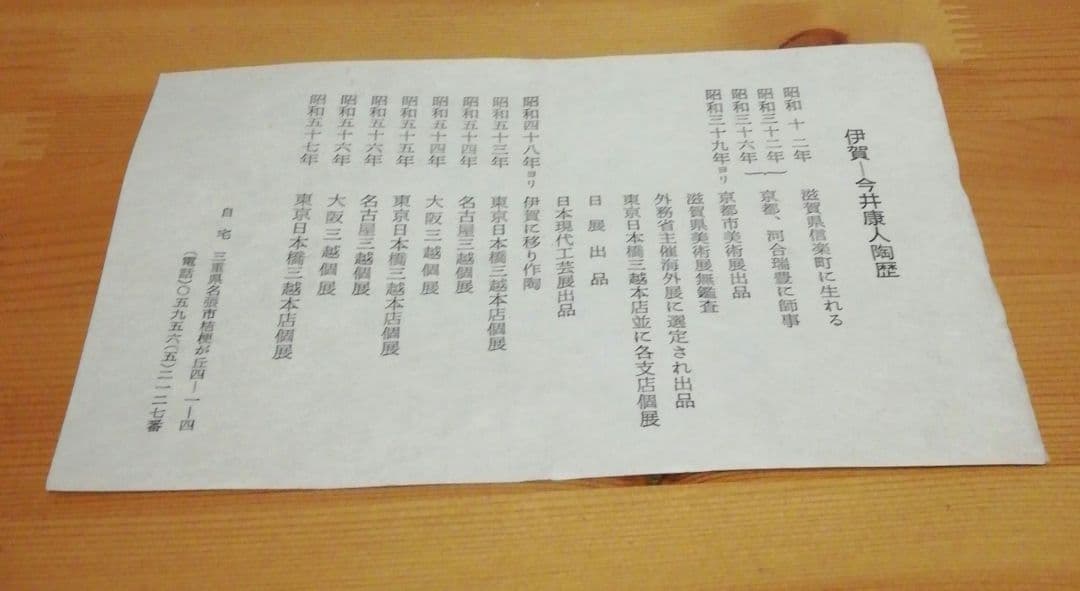 伊賀―今井康人陶歴
昭和十二年 滋賀県信楽町に生れる
昭和三十二年
昭和三十六年 } 京都、河合瑞豊に師事
昭和三十九年ヨリ 京都市美術展出品
滋賀県美術展無鑑査
外務省主催海外展に選定され出品
東京日本橋三越本店並に各支店個展
日展出品
日本現代工芸展出品
昭和四十八年ヨリ 伊賀に移り作陶
昭和五十三年 東京日本橋三越本店個展
昭和五十四年 名古屋三越個展
昭和五十四年 大阪三越個展
昭和五十五年 東京日本橋三越本店個展
昭和五十六年 名古屋三越個展
昭和五十六年 大阪三越個展
昭和五十七年 東京日本橋三越本店個展
自宅 三重県名張市桔梗が丘四―一―四
(電話)〇五九五六(五)二一二七番